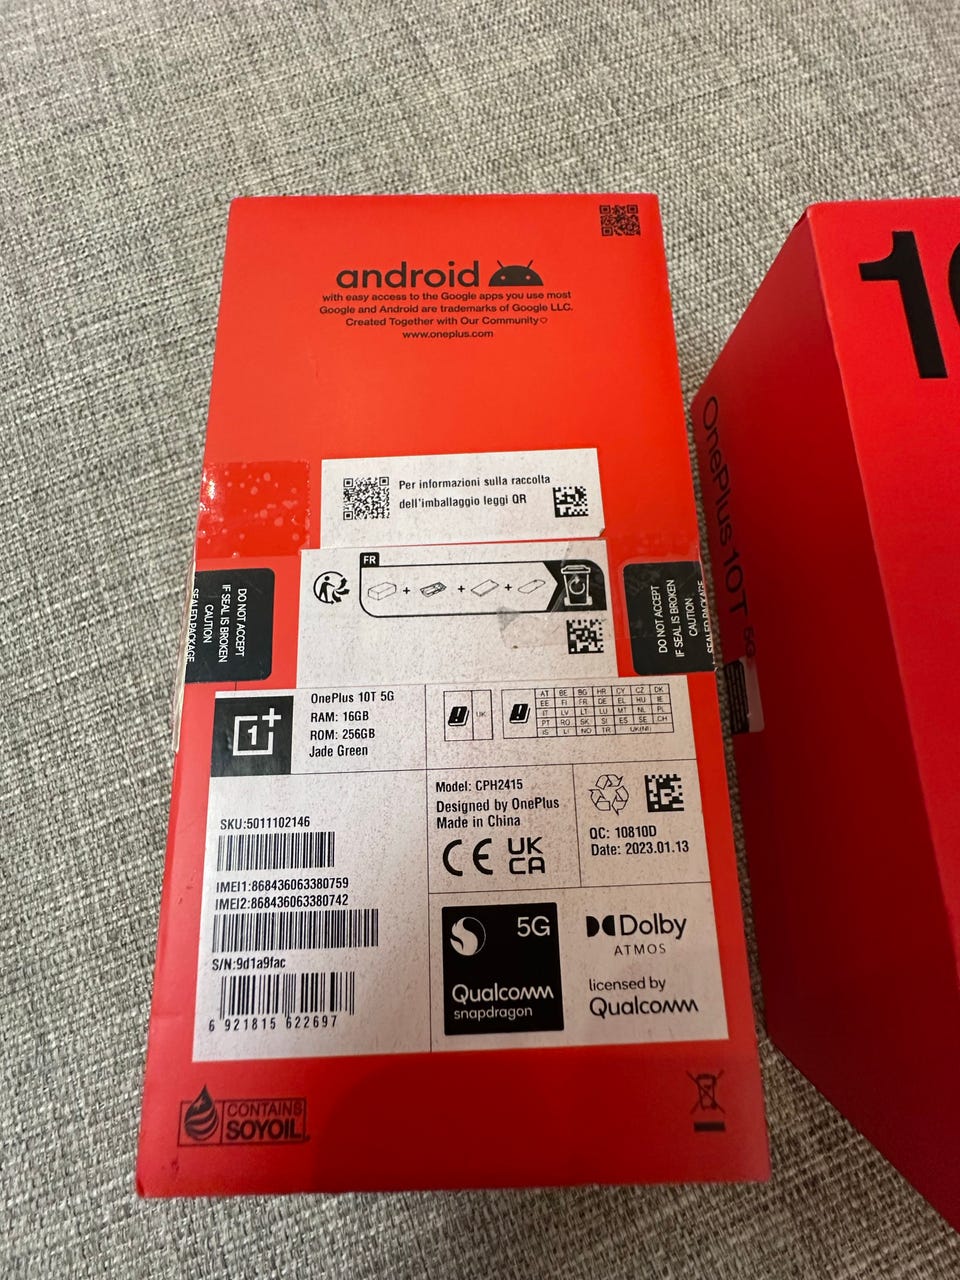 android
with easy access to the Google apps you use most
Google and Android are trademarks of Google LLC.
Created Together with Our Community♡
www.oneplus.com
Per informazioni sulla raccolta
dell'imballaggio leggi QR
FR
+ + +
DO NOT ACCEPT
IF SEAL IS BROKEN
CAUTION
SEALED PACKAGE
DO NOT ACCEPT
IF SEAL IS BROKEN
CAUTION
SEALED PACKAGE
1+
OnePlus 10T 5G
RAM: 16GB
ROM: 256GB
Jade Green
UK
AT BE BG HR CY CZ DK
EE FI FR DE EL HU IE
IT LV LT LU MT NL PL
PT RO SK SI ES SE CH
IS LI NO TR UK(NI)
SKU:5011102146
IMEI1:868436063380759
IMEI2:868436063380742
S/N:9d1a9fac
6 921815 622697
Model: CPH2415
Designed by OnePlus
Made in China
CE UK
CA
QC: 10810D
Date: 2023.01.13
5G
Qualcomm
snapdragon
Dolby
ATMOS
licensed by
Qualcomm
CONTAINS
SOYOIL
OnePlus 10T 5G
10